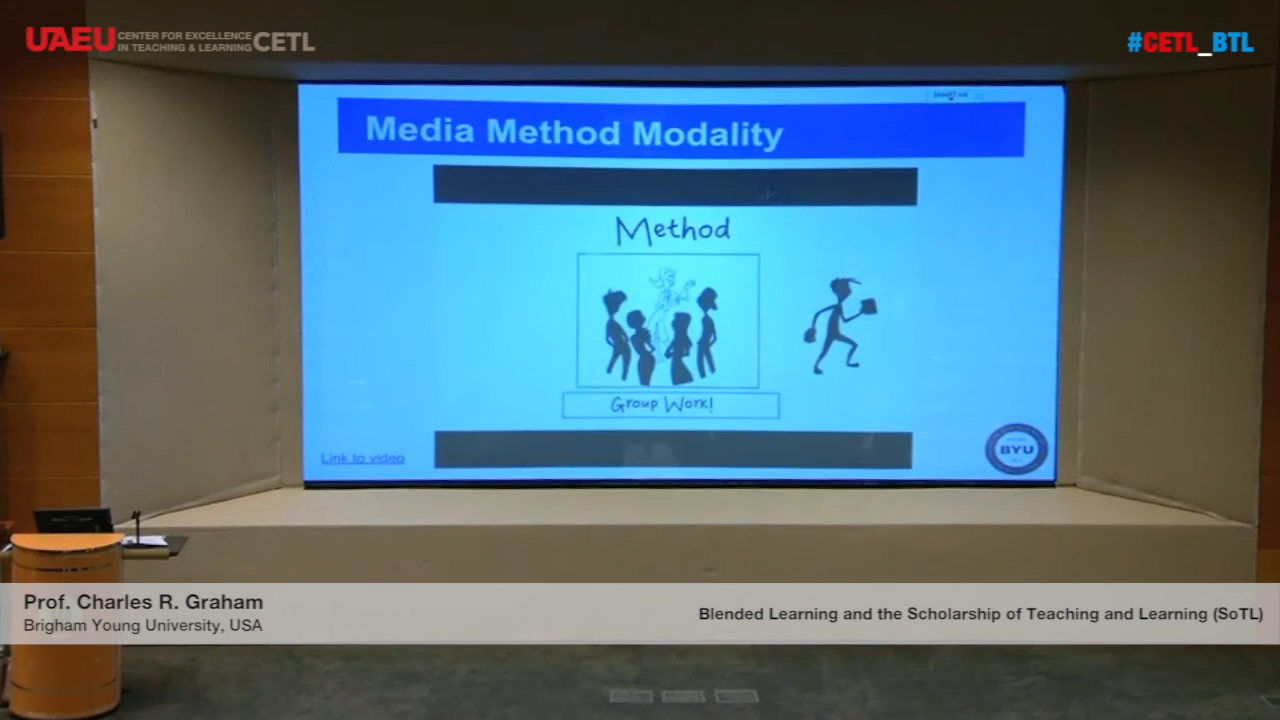 UAEU CENTER FOR EXCELLENCE
IN TEACHING & LEARNING CETL
#CETL_BTL
Media Method Modality
Method
Group Work!
Link to video
BYU
Prof. Charles R. Graham
Brigham Young University, USA
Blended Learning and the Scholarship of Teaching and Learning (SoTL)